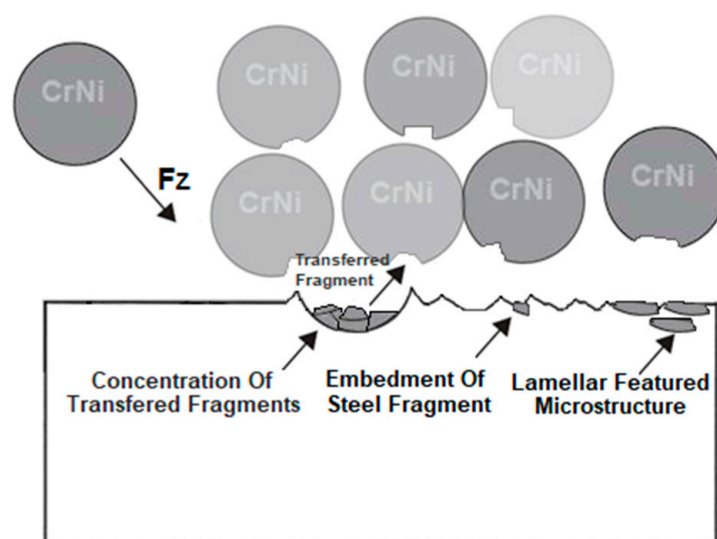 CrNi
CrNi
CrNi
CrNi
Fz
CrNi
CrNi
CrNi
CrNi
Transferred
Fragment
Concentration Of
Transfered Fragments
Embedment Of
Steel Fragment
Lamellar Featured
Microstructure